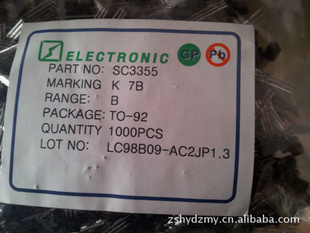 ELECTRONIC GP Pb
PART NO: SC3355
MARKING K 7B
RANGE: B
PACKAGE: TO-92
QUANTITY 1000PCS
LOT NO: LC98B09-AC2JP1.3
zshydzmy.cn.alibaba.com